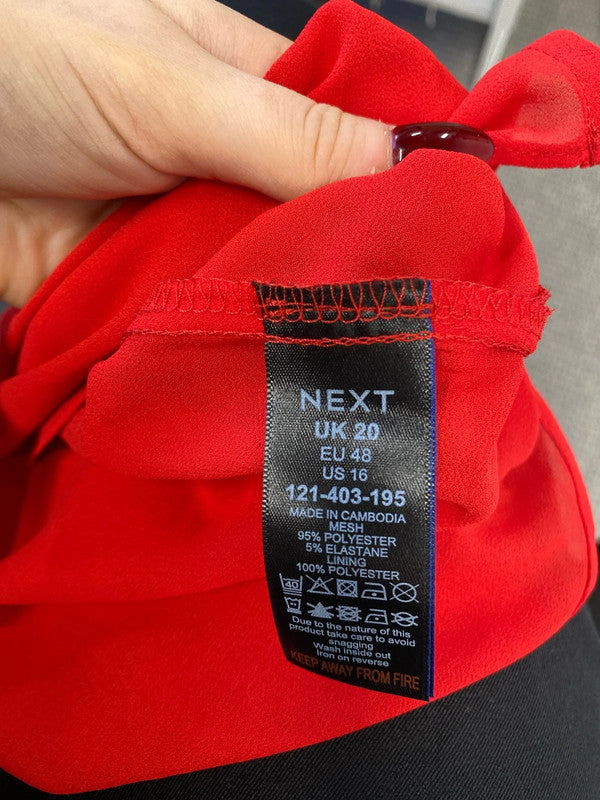 NEXT
UK 20
EU 48
US 16
121-403-195
MADE IN CAMBODIA
MESH
95% POLYESTER
5% ELASTANE
LINING
100% POLYESTER
40
Due to the nature of this
product take care to avoid
snagging
Wash inside out
Iron on reverse
KEEP AWAY FROM FIRE